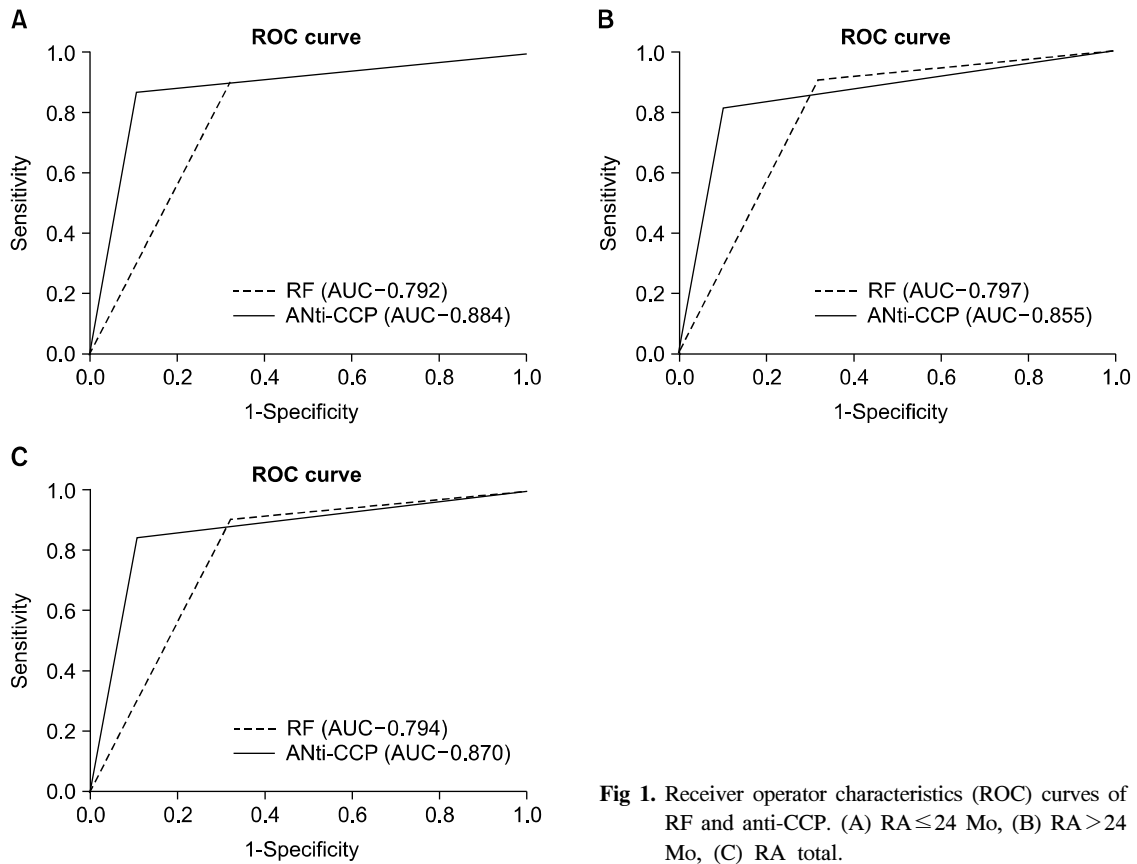 A
ROC curve
1.0
0.8
0.6
0.4
0.2
0.0
Sensitivity
RF (AUC−0.792)
ANti-CCP (AUC−0.884)
0.0 0.2 0.4 0.6 0.8 1.0
1-Specificity
B
ROC curve
1.0
0.8
0.6
0.4
0.2
0.0
Sensitivity
RF (AUC−0.797)
ANti-CCP (AUC−0.855)
0.0 0.2 0.4 0.6 0.8 1.0
1-Specificity
C
ROC curve
1.0
0.8
0.6
0.4
0.2
0.0
Sensitivity
RF (AUC−0.794)
ANti-CCP (AUC−0.870)
0.0 0.2 0.4 0.6 0.8 1.0
1-Specificity
Fig 1. Receiver operator characteristics (ROC) curves of
RF and anti-CCP. (A) RA≤24 Mo, (B) RA>24
Mo, (C) RA total.